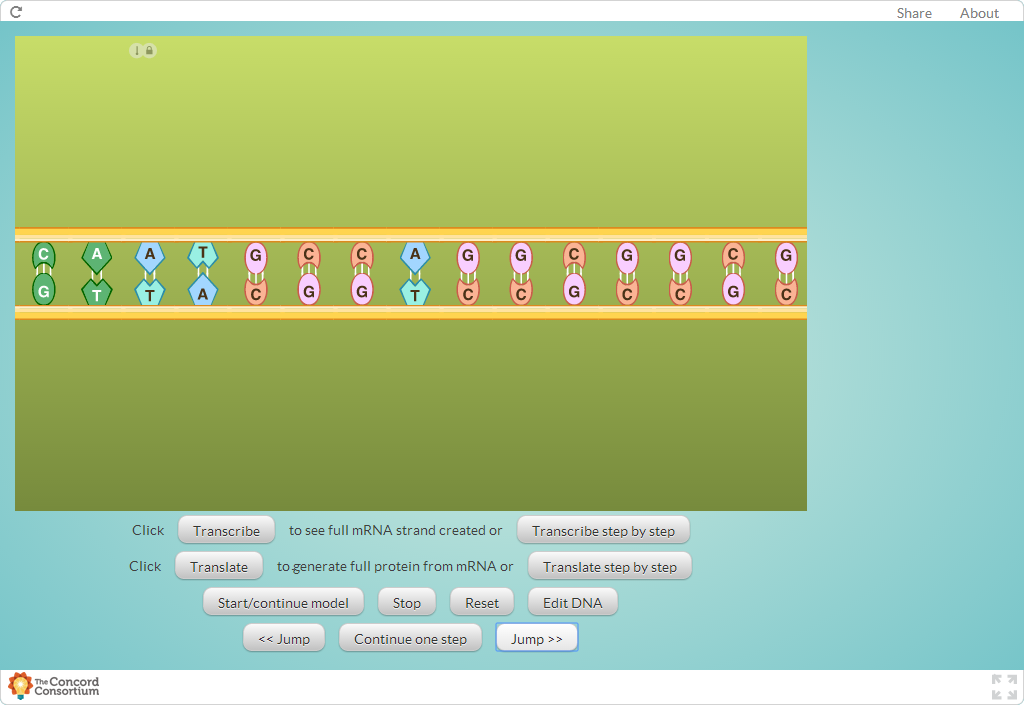 Share About
C A A T G C C A G G C G G C G
G T T A C G G T C C G C C G C
Click Transcribe to see full mRNA strand created or Transcribe step by step
Click Translate to generate full protein from mRNA or Translate step by step
Start/continue model Stop Reset Edit DNA
<< Jump Continue one step Jump >>
The Concord
Consortium